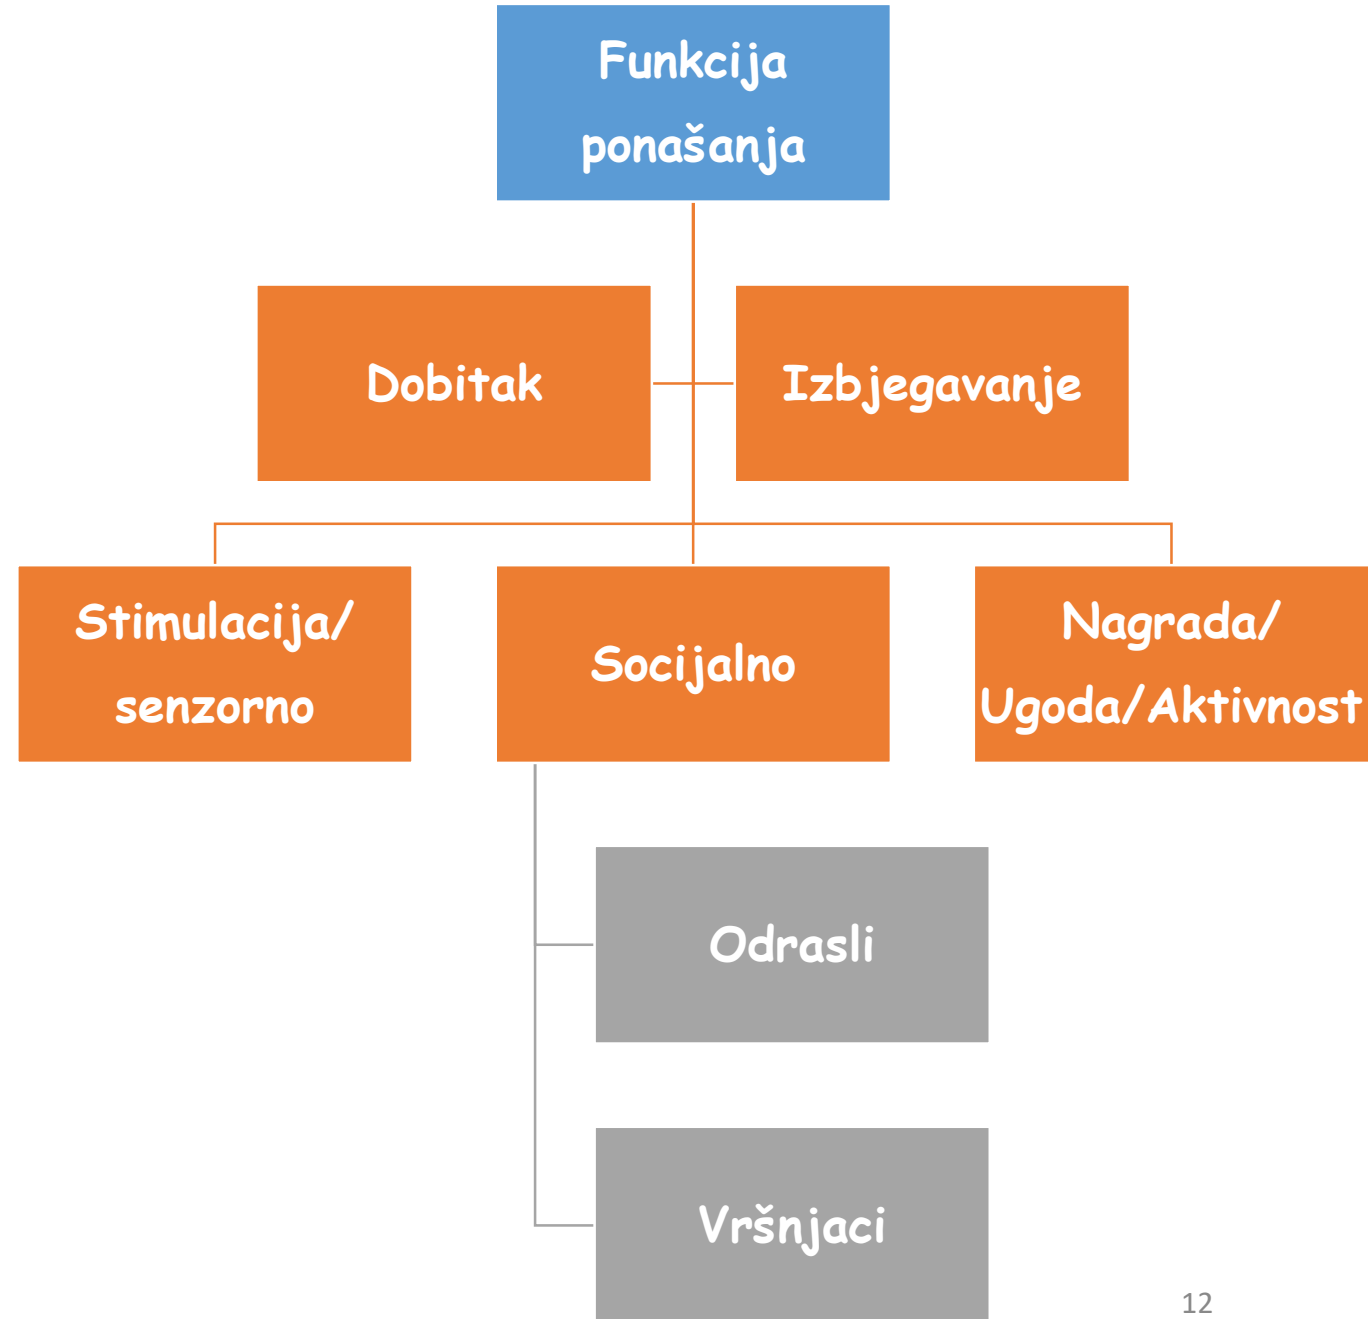 Funkcija
ponašanja
Dobitak
Izbjegavanje
Stimulacija/
senzorno
Socijalno
Nagrada/
Ugoda/Aktivnost
Odrasli
Vršnjaci
12